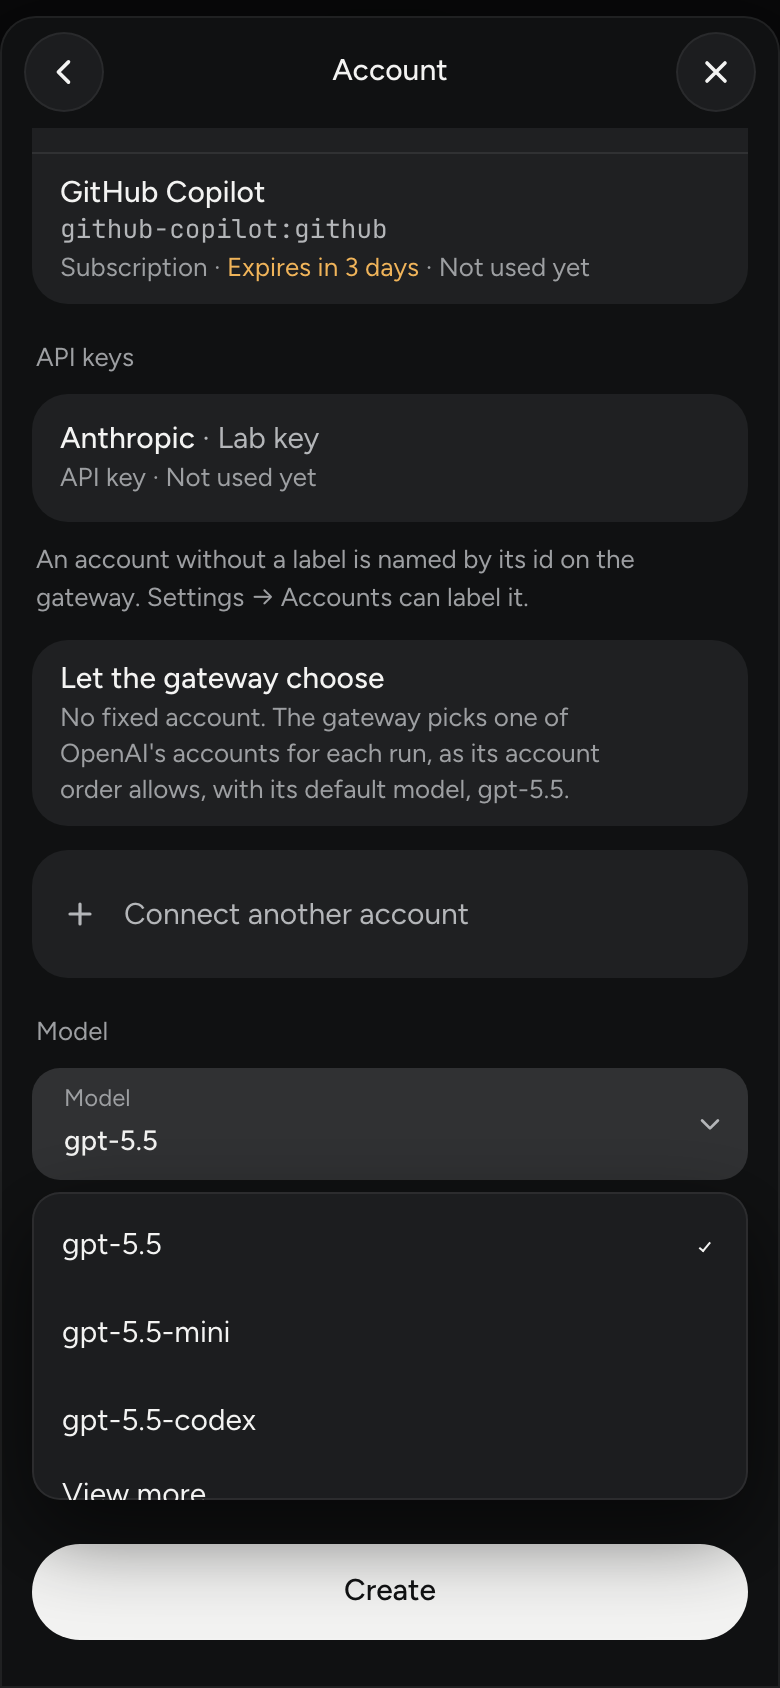 Account
GitHub Copilot
github-copilot:github
Subscription · Expires in 3 days · Not used yet
API keys
Anthropic · Lab key
API key · Not used yet
An account without a label is named by its id on the
gateway. Settings → Accounts can label it.
Let the gateway choose
No fixed account. The gateway picks one of
OpenAI's accounts for each run, as its account
order allows, with its default model, gpt-5.5.
Connect another account
Model
Model
gpt-5.5
gpt-5.5
gpt-5.5-mini
gpt-5.5-codex
View more
Create